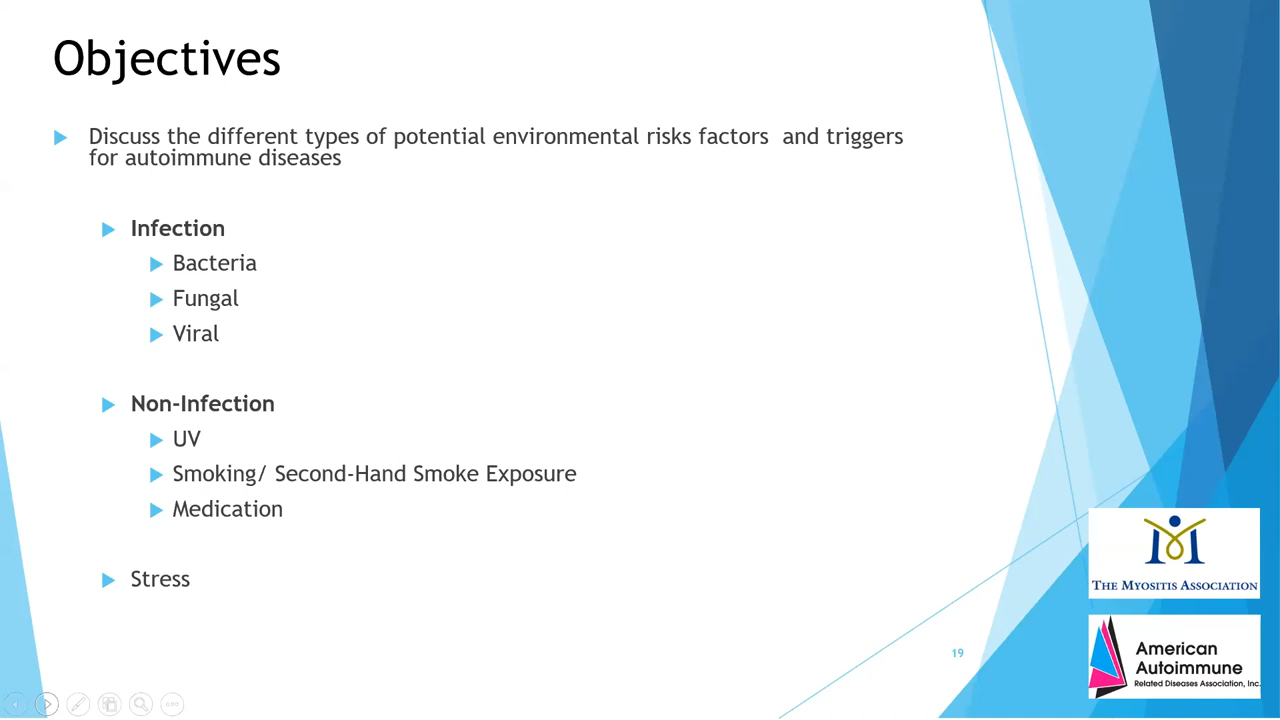 Objectives
Discuss the different types of potential environmental risks factors  and triggers
for autoimmune diseases
Infection
Bacteria
Fungal
Viral
Non-Infection
UV
Smoking/ Second-Hand Smoke Exposure
Medication
Stress
THE MYOSITIS ASSOCIATION
19
American
Autoimmune
Related Diseases Association, Inc.